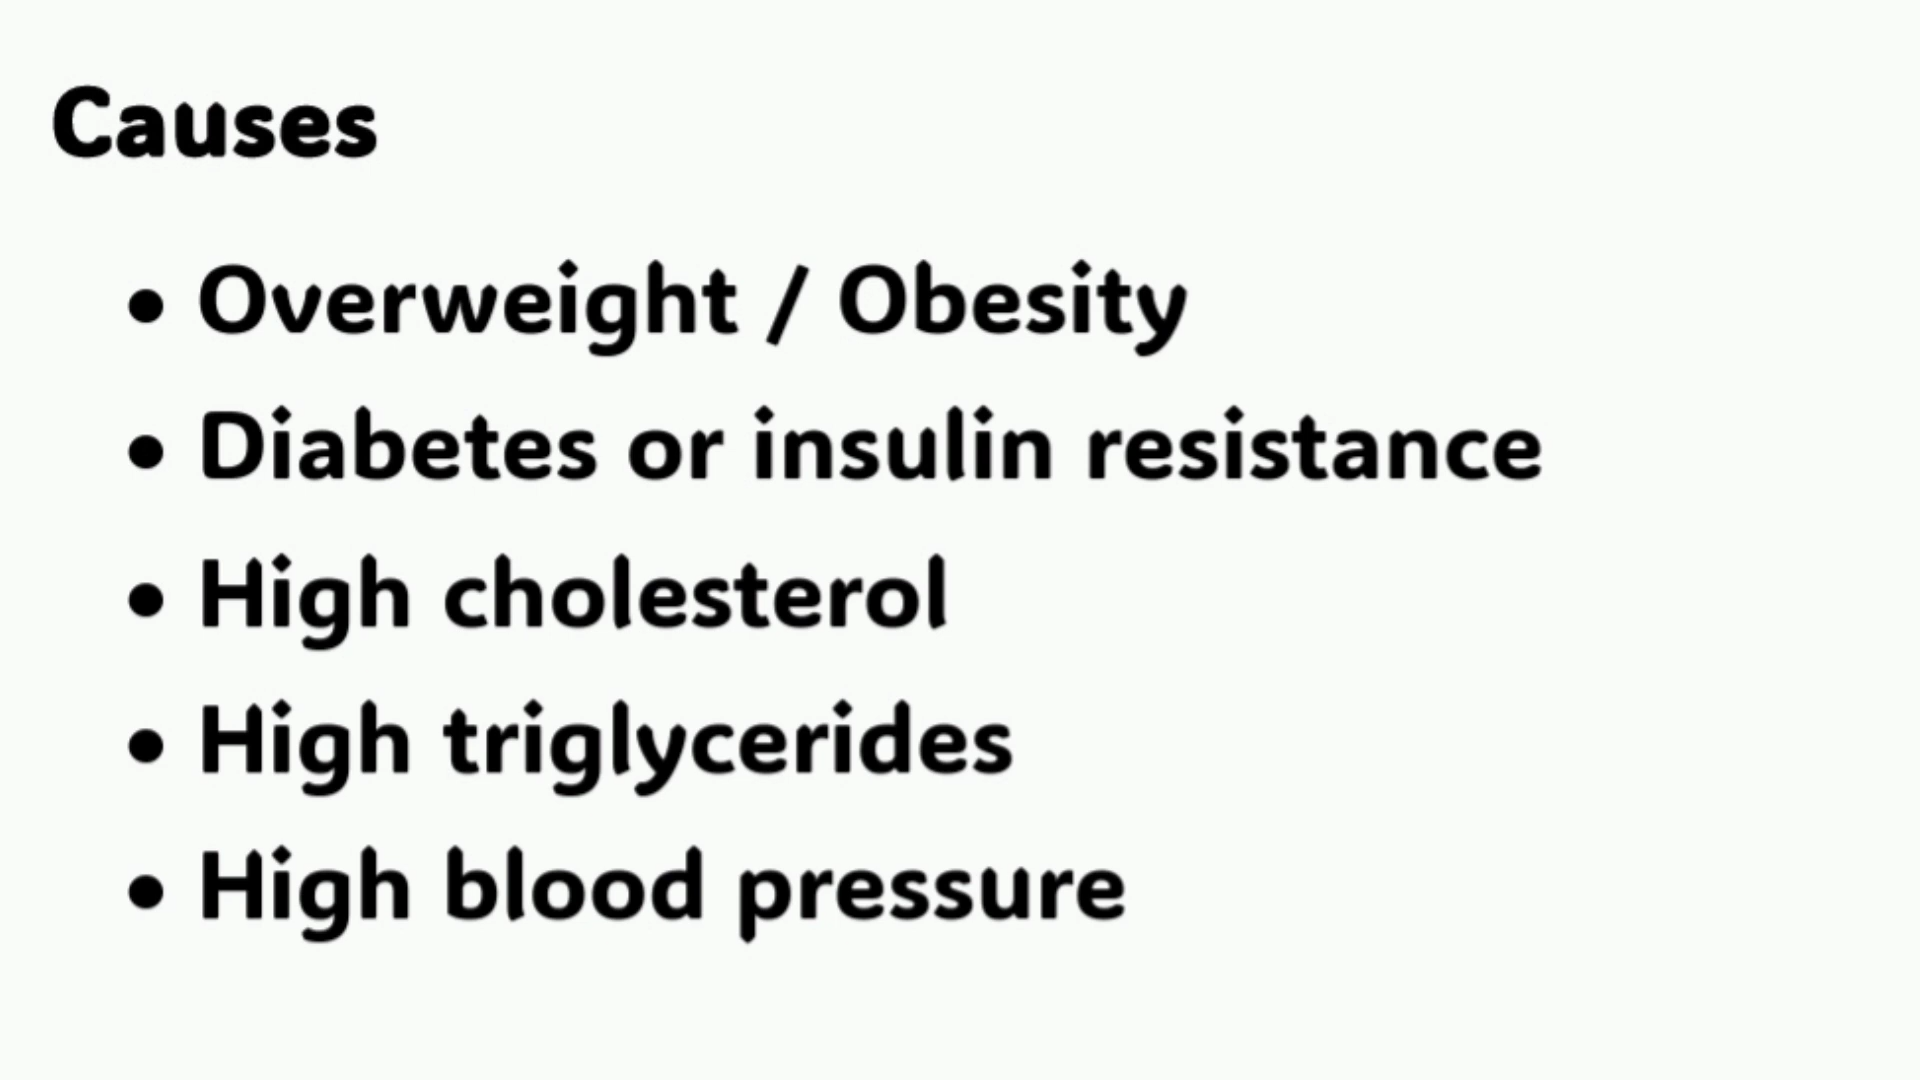 Causes
• Overweight / Obesity
• Diabetes or insulin resistance
• High cholesterol
• High triglycerides
• High blood pressure